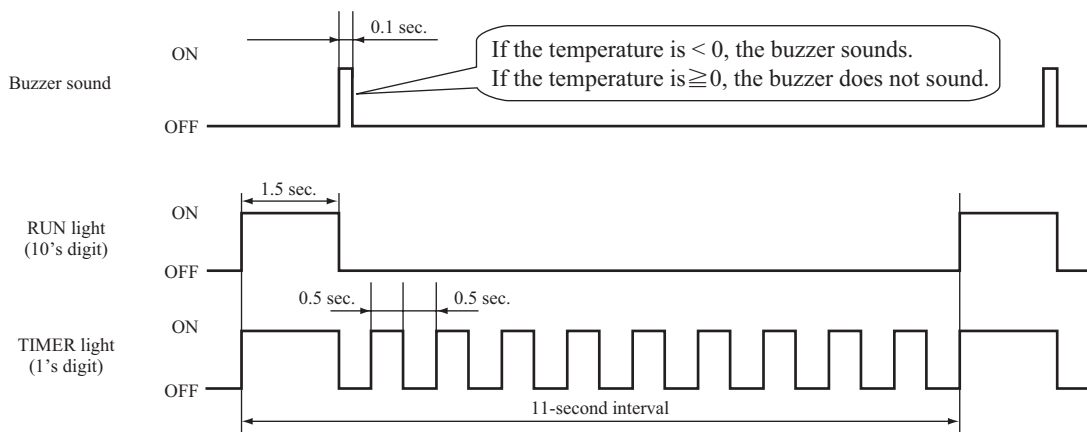 0.1 sec.
ON
If the temperature is < 0, the buzzer sounds.
If the temperature is≧0, the buzzer does not sound.
Buzzer sound
OFF
1.5 sec.
ON
RUN light
(10’s digit)
OFF
0.5 sec.
0.5 sec.
ON
TIMER light
(1’s digit)
OFF
11-second interval